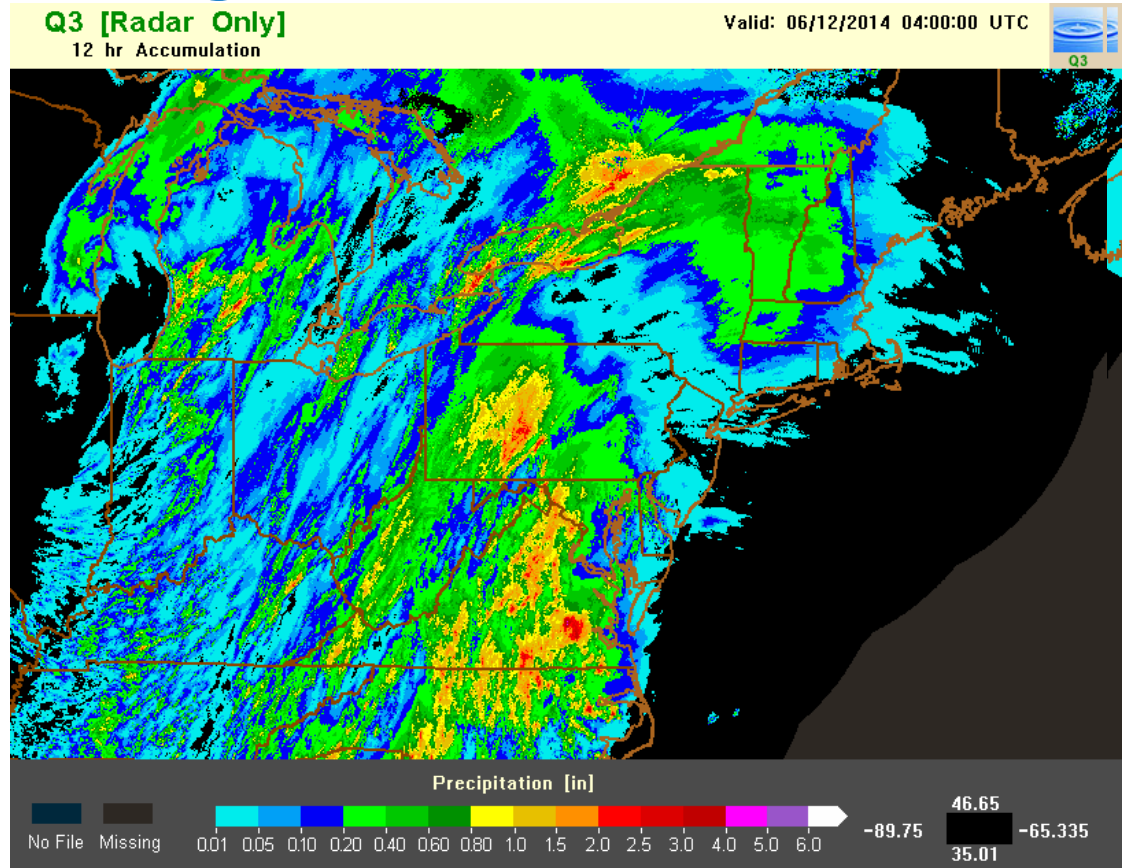 Q3 [Radar Only]
12 hr Accumulation
Valid: 06/12/2014 04:00:00 UTC
Q3
Precipitation [in]
No File
Missing
0.01 0.05 0.10 0.20 0.40 0.60 0.80 1.0 1.5 2.0 2.5 3.0 4.0 5.0 6.0
46.65
-89.75
-65.335
35.01